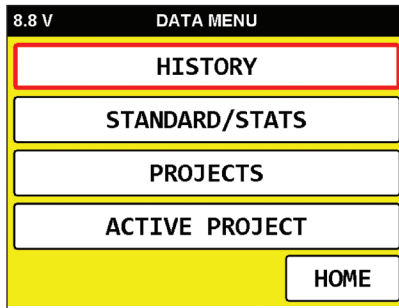 8.8 V DATA MENU
HISTORY
STANDARD/STATS
PROJECTS
ACTIVE PROJECT
HOME